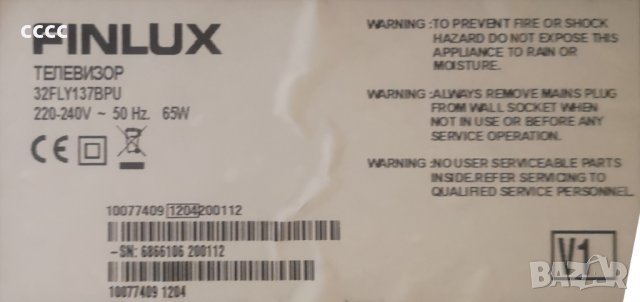 cccc
FINLUX
ТЕЛЕВИЗОР
32FLY137BPU
220-240V ~ 50 Hz. 65W
CE
WARNING :TO PREVENT FIRE OR SHOCK
HAZARD DO NOT EXPOSE THIS
APPLIANCE TO RAIN OR
MOISTURE.
WARNING :ALWAYS REMOVE MAINS PLUG
FROM WALL SOCKET WHEN
NOT IN USE OR BEFORE ANY
SERVICE OPERATION.
WARNING :NO USER SERVICEABLE PARTS
INSIDE.REFER SERVICING TO
QUALIFIED SERVICE PERSONNEL.
10077409 1204 200112
-SN: 6866106 200112
10077409 1204
V1
bazar.bg